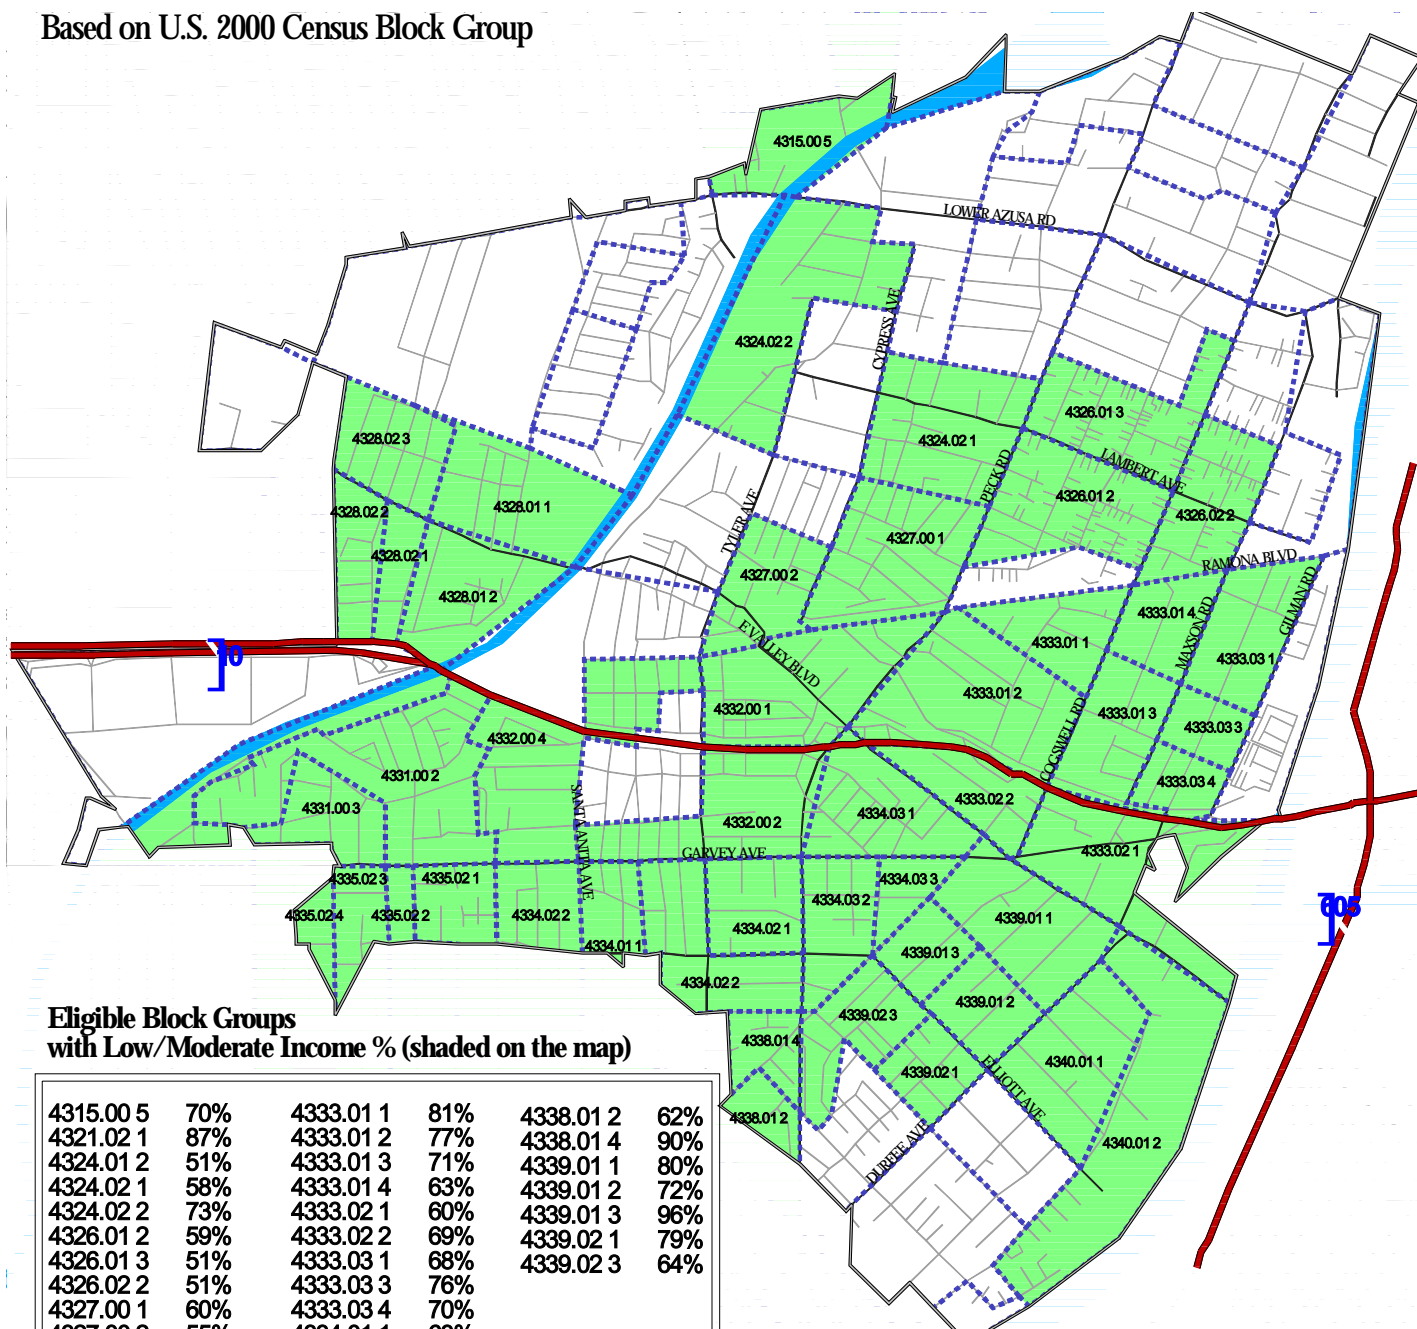 Based on U.S. 2000 Census Block Group
4315.00 5
LOWER AZUSA RD
CYPRESS AVE
4324.02 2
4326.01 3
4328.02 3
4324.02 1
LAMBERT AVE
PECK RD
4326.01 2
4328.02 2
4328.01 1
TYLER AVE
4326.02 2
4327.00 1
4328.02 1
RAMONA BLVD
4327.00 2
GILMAN RD
4328.01 2
4333.01 4
MAXSON RD
E VALLEY BLVD
4333.01 1
10
4333.03 1
4333.01 2
4332.00 1
4333.01 3
4333.03 3
4332.00 4
COGSWELL RD
4331.00 2
4333.03 4
SANTA ANITA AVE
4331.00 3
4333.02 2
4334.03 1
4332.00 2
GARVEY AVE
4333.02 1
4335.02 3
4335.02 1
4334.03 3
4334.03 2
605
4335.02 4
4335.02 2
4334.02 2
4339.01 1
4334.02 1
4334.01 1
4339.01 3
4334.02 2
4339.01 2
4339.02 3
4338.01 4
4340.01 1
4339.02 1
ELLIOTT AVE
4338.01 2
DURFEE AVE
4340.01 2
Eligible Block Groups
with Low/Moderate Income % (shaded on the map)
4315.00 5 70% 4333.01 1 81% 4338.01 2 62%
4321.02 1 87% 4333.01 2 77% 4338.01 4 90%
4324.01 2 51% 4333.01 3 71% 4339.01 1 80%
4324.02 1 58% 4333.01 4 63% 4339.01 2 72%
4324.02 2 73% 4333.02 1 60% 4339.01 3 96%
4326.01 2 59% 4333.02 2 69% 4339.02 1 79%
4326.01 3 51% 4333.03 1 68% 4339.02 3 64%
4326.02 2 51% 4333.03 3 76%
4327.00 1 60% 4333.03 4 70%